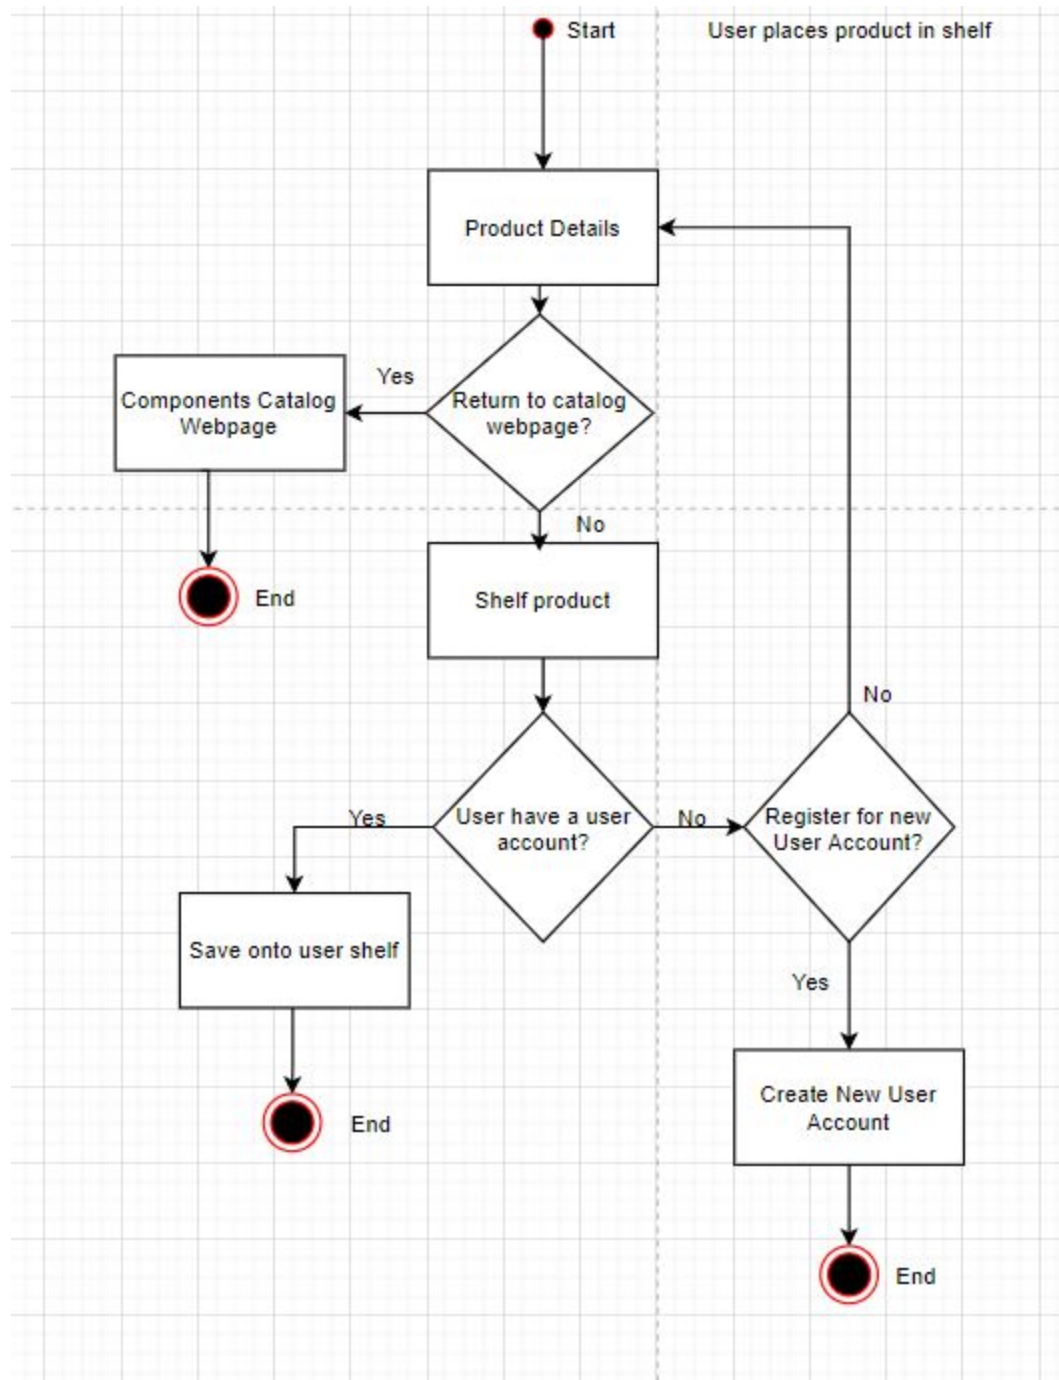 Start
User places product in shelf
Product Details
Yes
Components Catalog
Webpage
Return to catalog
webpage?
No
End
Shelf product
No
Yes
User have a user
account?
No
Register for new
User Account?
Save onto user shelf
Yes
End
Create New User
Account
End